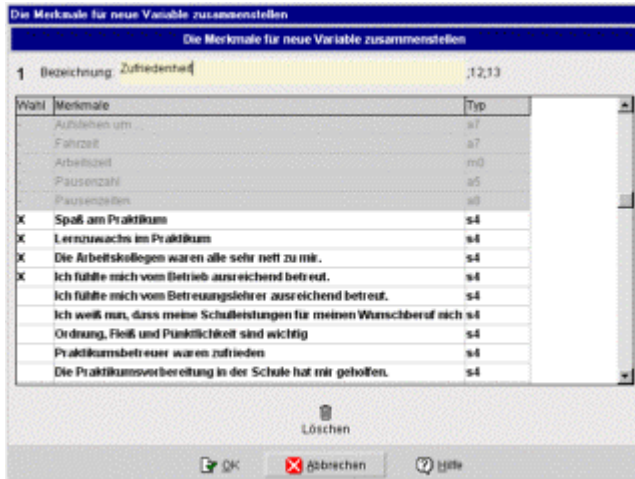 Die Merkmale für neue Variable zusammenstellen
Die Merkmale für neue Variable zusammenstellen
1 Bezeichnung: Zufriedenheit ;12;13
Wahl Merkmale Typ
- Aufstehen um ... a7
- Fahrzeit a7
- Arbeitszeit m0
- Pausenzahl a5
- Pausenzeiten a8
X Spaß am Praktikum s4
X Lernzuwachs im Praktikum s4
X Die Arbeitskollegen waren alle sehr nett zu mir. s4
X Ich fühlte mich vom Betrieb ausreichend betreut. s4
Ich fühlte mich vom Betreuungslehrer ausreichend betreut. s4
Ich weiß nun, dass meine Schulleistungen für meinen Wunschberuf nich s4
Ordnung, Fleiß und Pünktlichkeit sind wichtig s4
Praktikumsbetreuer waren zufrieden s4
Die Praktikumsvorbereitung in der Schule hat mir geholfen. s4
Löschen
OK Abbrechen Hilfe